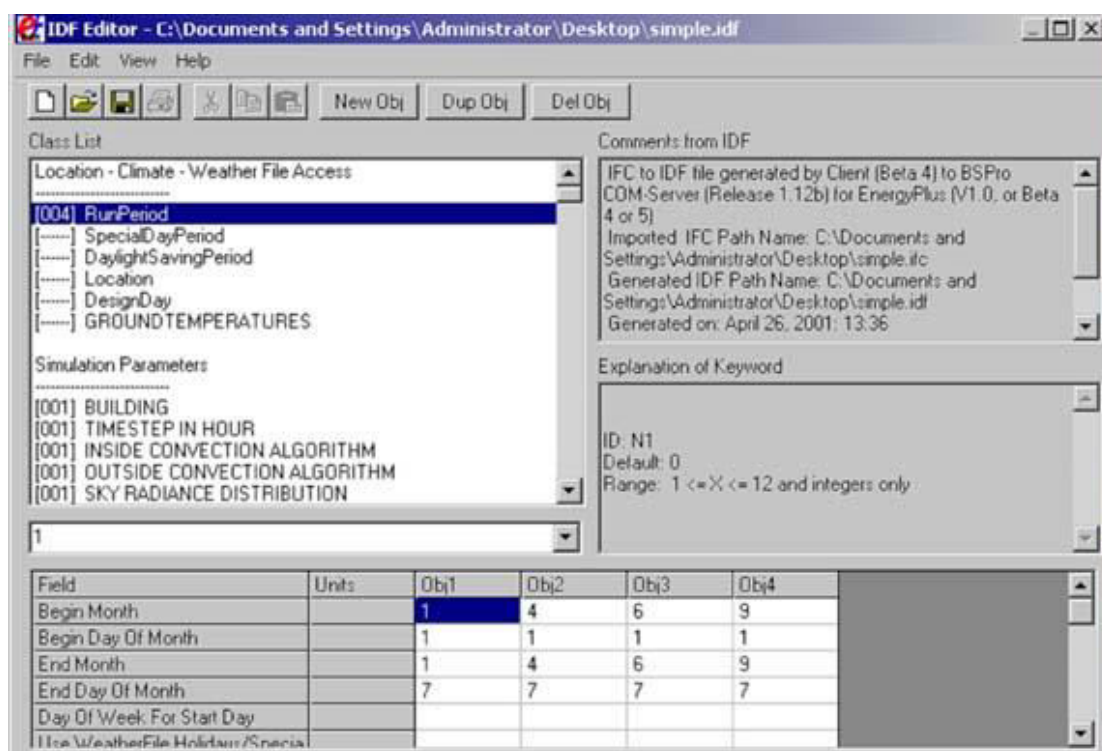 IDF Editor - C:\Documents and Settings\Administrator\Desktop\simple.idf
File Edit View Help
New Obj Dup Obj Del Obj
Class List
Location - Climate - Weather File Access
-----------------------------
[004] RunPeriod
[------] SpecialDayPeriod
[------] DaylightSavingPeriod
[------] Location
[------] DesignDay
[------] GROUNDTEMPERATURES
Simulation Parameters
-----------------------------
[001] BUILDING
[001] TIMESTEP IN HOUR
[001] INSIDE CONVECTION ALGORITHM
[001] OUTSIDE CONVECTION ALGORITHM
[001] SKY RADIANCE DISTRIBUTION
1
Comments from IDF
IFC to IDF file generated by Client (Beta 4) to BSPro
COM-Server (Release 1.12b) for EnergyPlus (V1.0, or Beta
4 or 5)
Imported IFC Path Name: C:\Documents and
Settings\Administrator\Desktop\simple.ifc
Generated IDF Path Name: C:\Documents and
Settings\Administrator\Desktop\simple.idf
Generated on: April 26, 2001: 13:36
Explanation of Keyword
ID: N1
Default: 0
Range: 1 <=X <= 12 and integers only
Field Units Obj1 Obj2 Obj3 Obj4
Begin Month 1 4 6 9
Begin Day Of Month 1 1 1 1
End Month 1 4 6 9
End Day Of Month 7 7 7 7
Day Of Week For Start Day
Use WeatherFile Holidays/Special